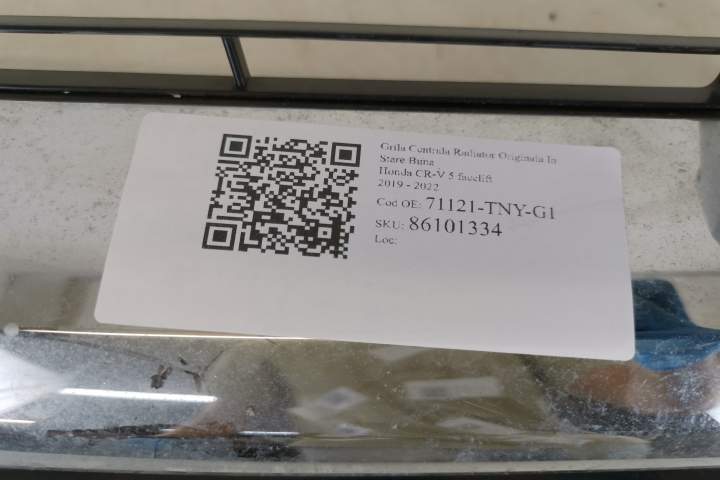 Grila Centrala Radiator Originala In
Stare Buna
Honda CR-V 5 facelift
2019 - 2022
Cod OE: 71121-TNY-G1
SKU: 86101334
Loc: